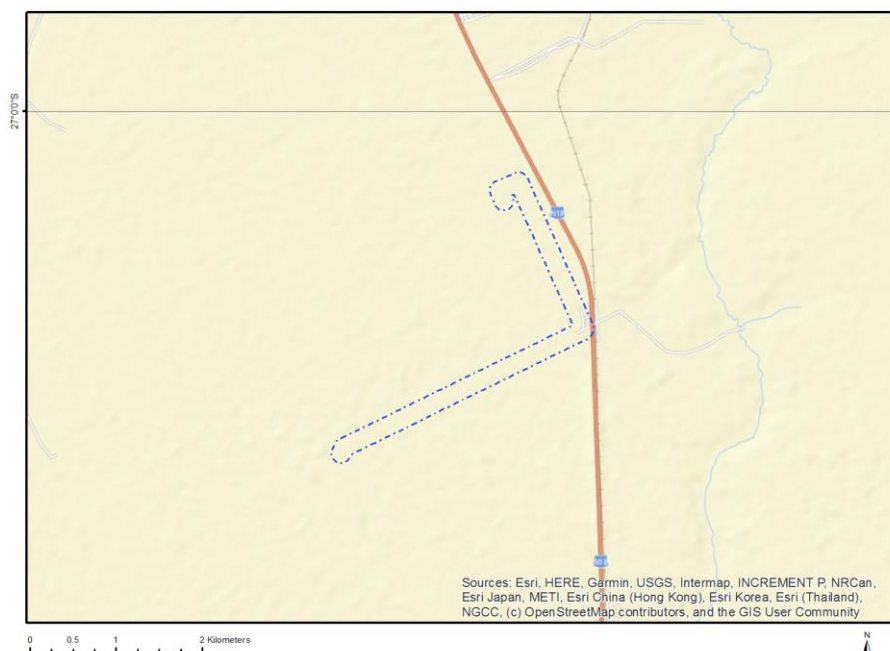 27°0'0"S
N18
N18
Sources: Esri, HERE, Garmin, USGS, Intermap, INCREMENT P, NRCan,
Esri Japan, METI, Esri China (Hong Kong), Esri Korea, Esri (Thailand),
NGCC, (c) OpenStreetMap contributors, and the GIS User Community
0 0.5 1 2 Kilometers
N